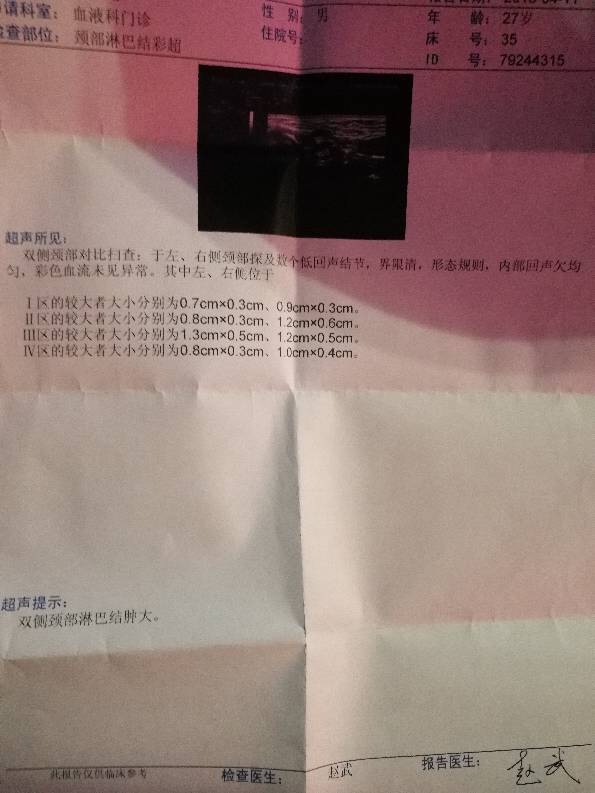 申请科室: 血液科门诊 性 别: 男 年 龄: 27岁
检查部位: 颈部淋巴结彩超 住院号: 床 号: 35
ID 号: 79244315
超声所见:
双侧颈部对比扫查: 于左、右侧颈部探及数个低回声结节, 界限清, 形态规则, 内部回声欠均
匀, 彩色血流未见异常。其中左、右侧位于
Ⅰ区的较大者大小分别为0.7cm×0.3cm、0.9cm×0.3cm。
Ⅱ区的较大者大小分别为0.8cm×0.3cm、1.2cm×0.6cm。
Ⅲ区的较大者大小分别为1.3cm×0.5cm、1.2cm×0.5cm。
Ⅳ区的较大者大小分别为0.8cm×0.3cm、1.0cm×0.4cm。
超声提示:
双侧颈部淋巴结肿大。
此报告仅供临床参考 检查医生: 赵武 报告医生: 赵武